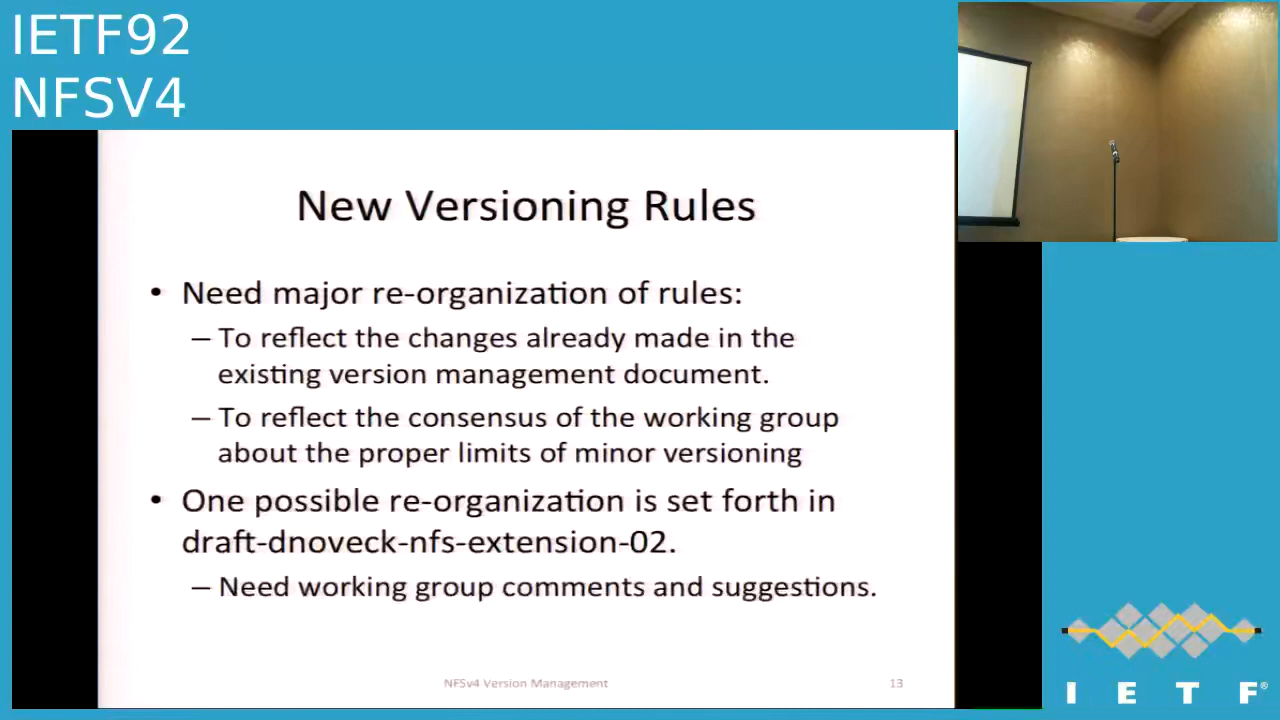 IETF92
NFSV4
New Versioning Rules
• Need major re-organization of rules:
– To reflect the changes already made in the
existing version management document.
– To reflect the consensus of the working group
about the proper limits of minor versioning
• One possible re-organization is set forth in
draft-dnoveck-nfs-extension-02.
– Need working group comments and suggestions.
NFSv4 Version Management
13
I E T F®